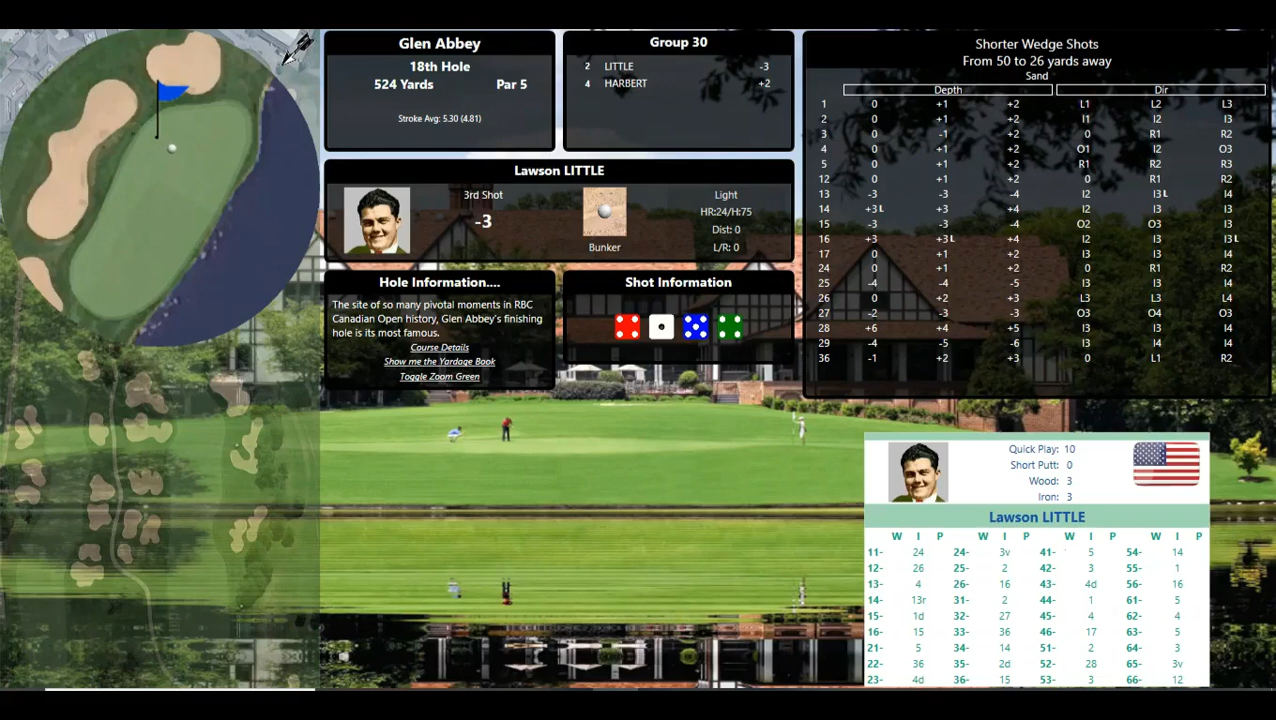 Glen Abbey
18th Hole
524 Yards Par 5
Stroke Avg: 5.30 (4.81)
Group 30
2 LITTLE -3
4 HARBERT +2
Lawson LITTLE
3rd Shot
-3
Bunker
Light
HR:24/H:75
Dist: 0
L/R: 0
Hole Information....
The site of so many pivotal moments in RBC
Canadian Open history, Glen Abbey's finishing
hole is its most famous.
Course Details
Show me the Yardage Book
Toggle Zoom Green
Shot Information
Shorter Wedge Shots
From 50 to 26 yards away
Sand
Depth Dir
1 0 +1 +2 L1 L2 L3
2 0 +1 +2 I1 I2 I3
3 0 -1 +2 0 R1 R2
4 0 +1 +2 O1 I2 O3
5 0 +1 +2 R1 R2 R3
12 0 +1 +2 0 R1 R2
13 -3 -3 -4 I2 I3 L I4
14 +3 L +3 +4 I2 I3 I3
15 -3 -3 -4 O2 O3 O3
16 +3 +3 L +4 I2 I3 I3 L
17 0 +1 +2 I3 I3 I4
24 0 +1 +2 0 R1 R2
25 -4 -4 -5 I3 I3 I4
26 0 +2 +3 L3 L3 L4
27 -2 -3 -3 O3 O4 O3
28 +6 +4 +5 I3 I3 I4
29 -4 -5 -6 I3 I3 I4
36 -1 +2 +3 0 L1 R2
Quick Play: 10
Short Putt: 0
Wood: 3
Iron: 3
Lawson LITTLE
W I P W I P W I P W I P
11- 24 24- 3v 41- 5 54- 14
12- 26 25- 2 42- 3 55- 1
13- 4 26- 16 43- 4d 56- 16
14- 13r 31- 2 44- 1 61- 5
15- 1d 32- 27 45- 4 62- 4
16- 15 33- 36 46- 17 63- 5
21- 5 34- 14 51- 2 64- 3
22- 36 35- 2d 52- 28 65- 3v
23- 4d 36- 15 53- 3 66- 12